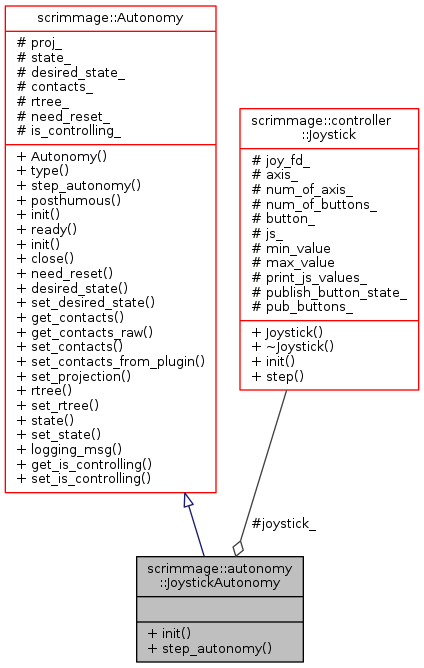 scrimmage::Autonomy
# proj_
# state_
# desired_state_
# contacts_
# rtree_
# need_reset_
# is_controlling_
+ Autonomy()
+ type()
+ step_autonomy()
+ posthumous()
+ init()
+ ready()
+ init()
+ close()
+ need_reset()
+ desired_state()
+ set_desired_state()
+ get_contacts()
+ get_contacts_raw()
+ set_contacts()
+ set_contacts_from_plugin()
+ set_projection()
+ rtree()
+ set_rtree()
+ state()
+ set_state()
+ logging_msg()
+ get_is_controlling()
+ set_is_controlling()
scrimmage::controller
::Joystick
# joy_fd_
# axis_
# num_of_axis_
# num_of_buttons_
# button_
# js_
# min_value
# max_value
# print_js_values_
# publish_button_state_
# pub_buttons_
+ Joystick()
+ ~Joystick()
+ init()
+ step()
#joystick_
scrimmage::autonomy
::JoystickAutonomy
+ init()
+ step_autonomy()